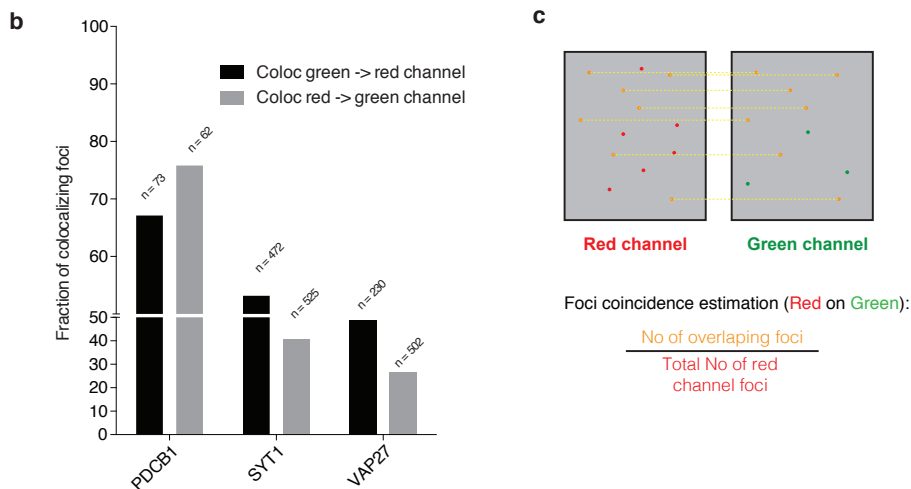 b
Fraction of colocalizing foci
100
90
80
70
60
50
40
30
20
10
0
Coloc green -> red channel
Coloc red -> green channel
n = 73
n = 62
n = 472
n = 525
n = 230
n = 502
PDCB1
SYT1
VAP27
c
Red channel
Green channel
Foci coincidence estimation (Red on Green):
No of overlaping foci
Total No of red
channel foci